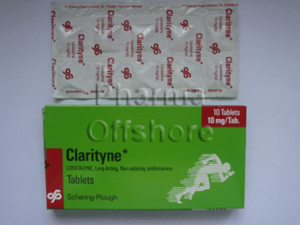 Clarityne*
Clarityne*
Clarityne*
Pharma
Offshore
10 Tablets
10 mg/Tab.
Clarityne*
LORATADINE, Long-Acting, Non-sedating antihistamine
Tablets
Schering-Plough